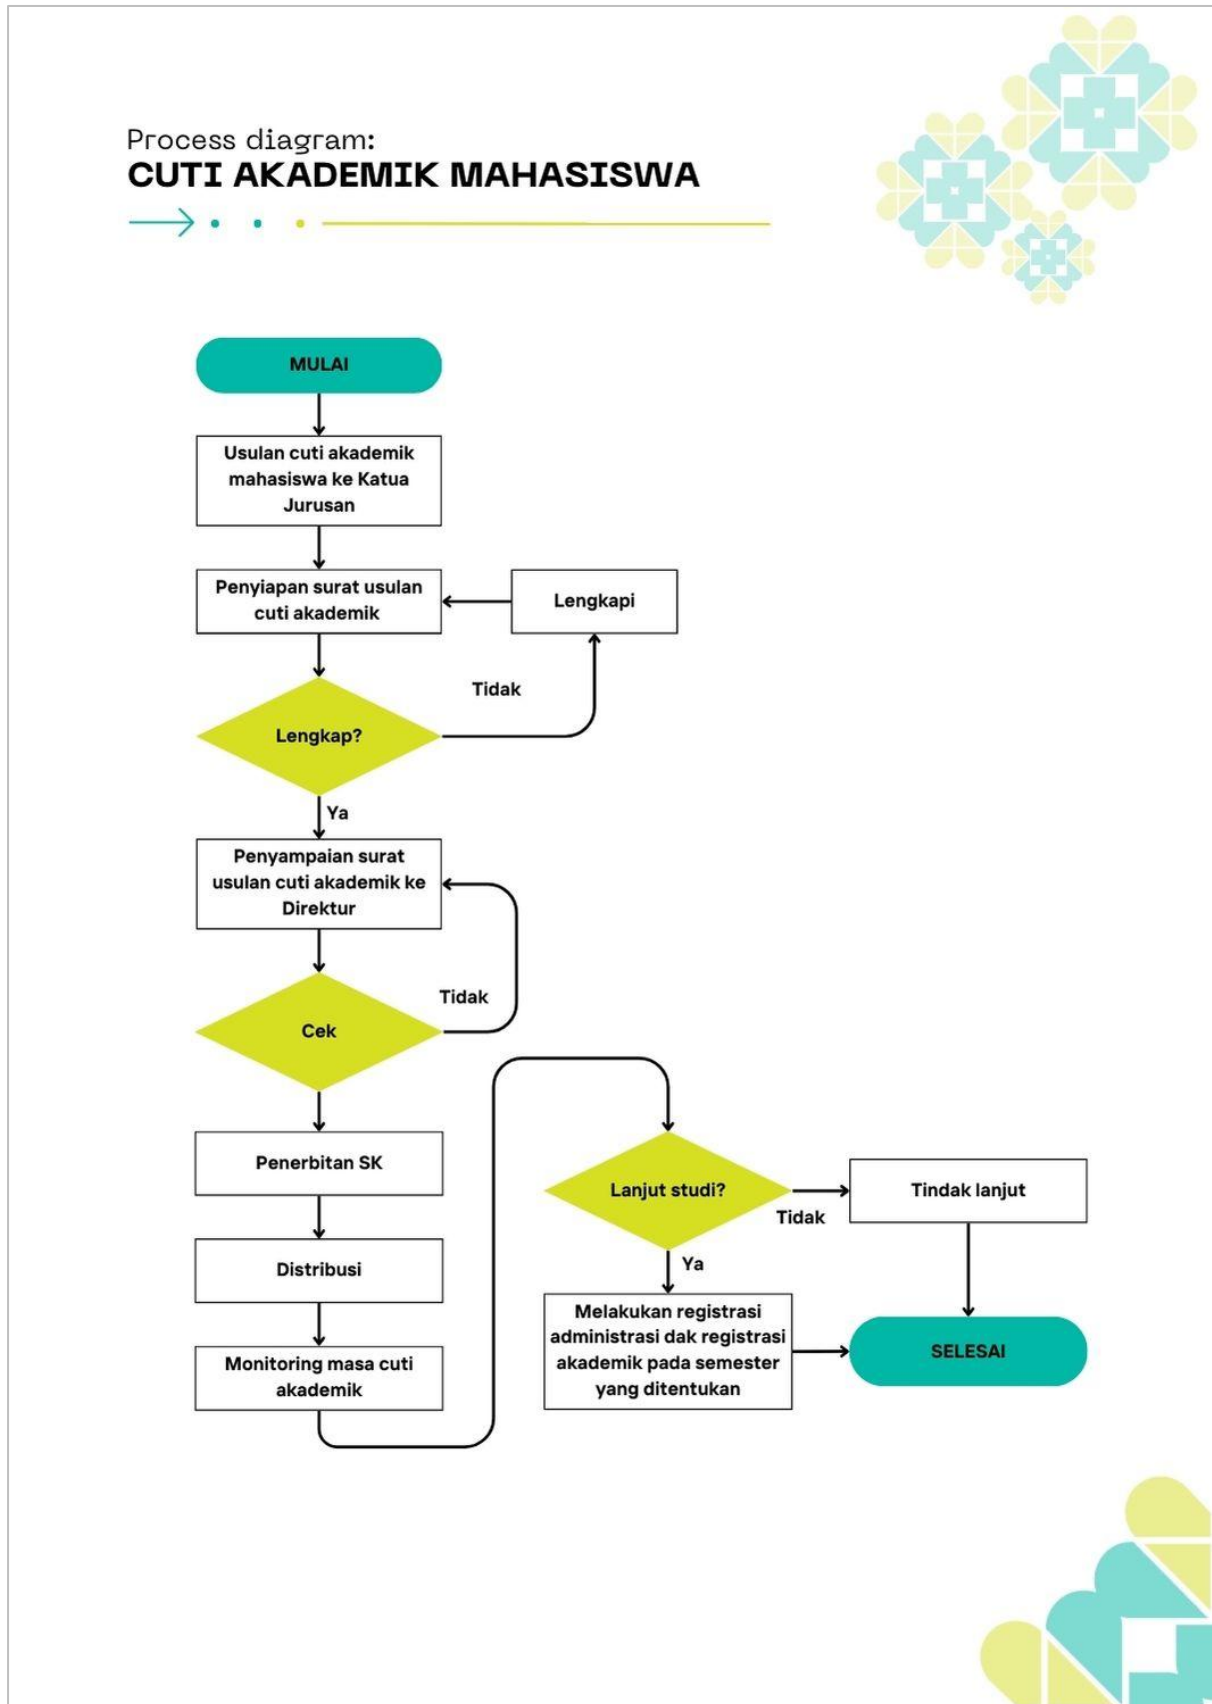 Process diagram:
CUTI AKADEMIK MAHASISWA
MULAI
Usulan cuti akademik
mahasiswa ke Katua
Jurusan
Penyiapan surat usulan
cuti akademik
Lengkapi
Tidak
Lengkap?
Ya
Penyampaian surat
usulan cuti akademik ke
Direktur
Tidak
Cek
Penerbitan SK
Distribusi
Monitoring masa cuti
akademik
Lanjut studi?
Tidak
Tindak lanjut
Ya
Melakukan registrasi
administrasi dak registrasi
akademik pada semester
yang ditentukan
SELESAI